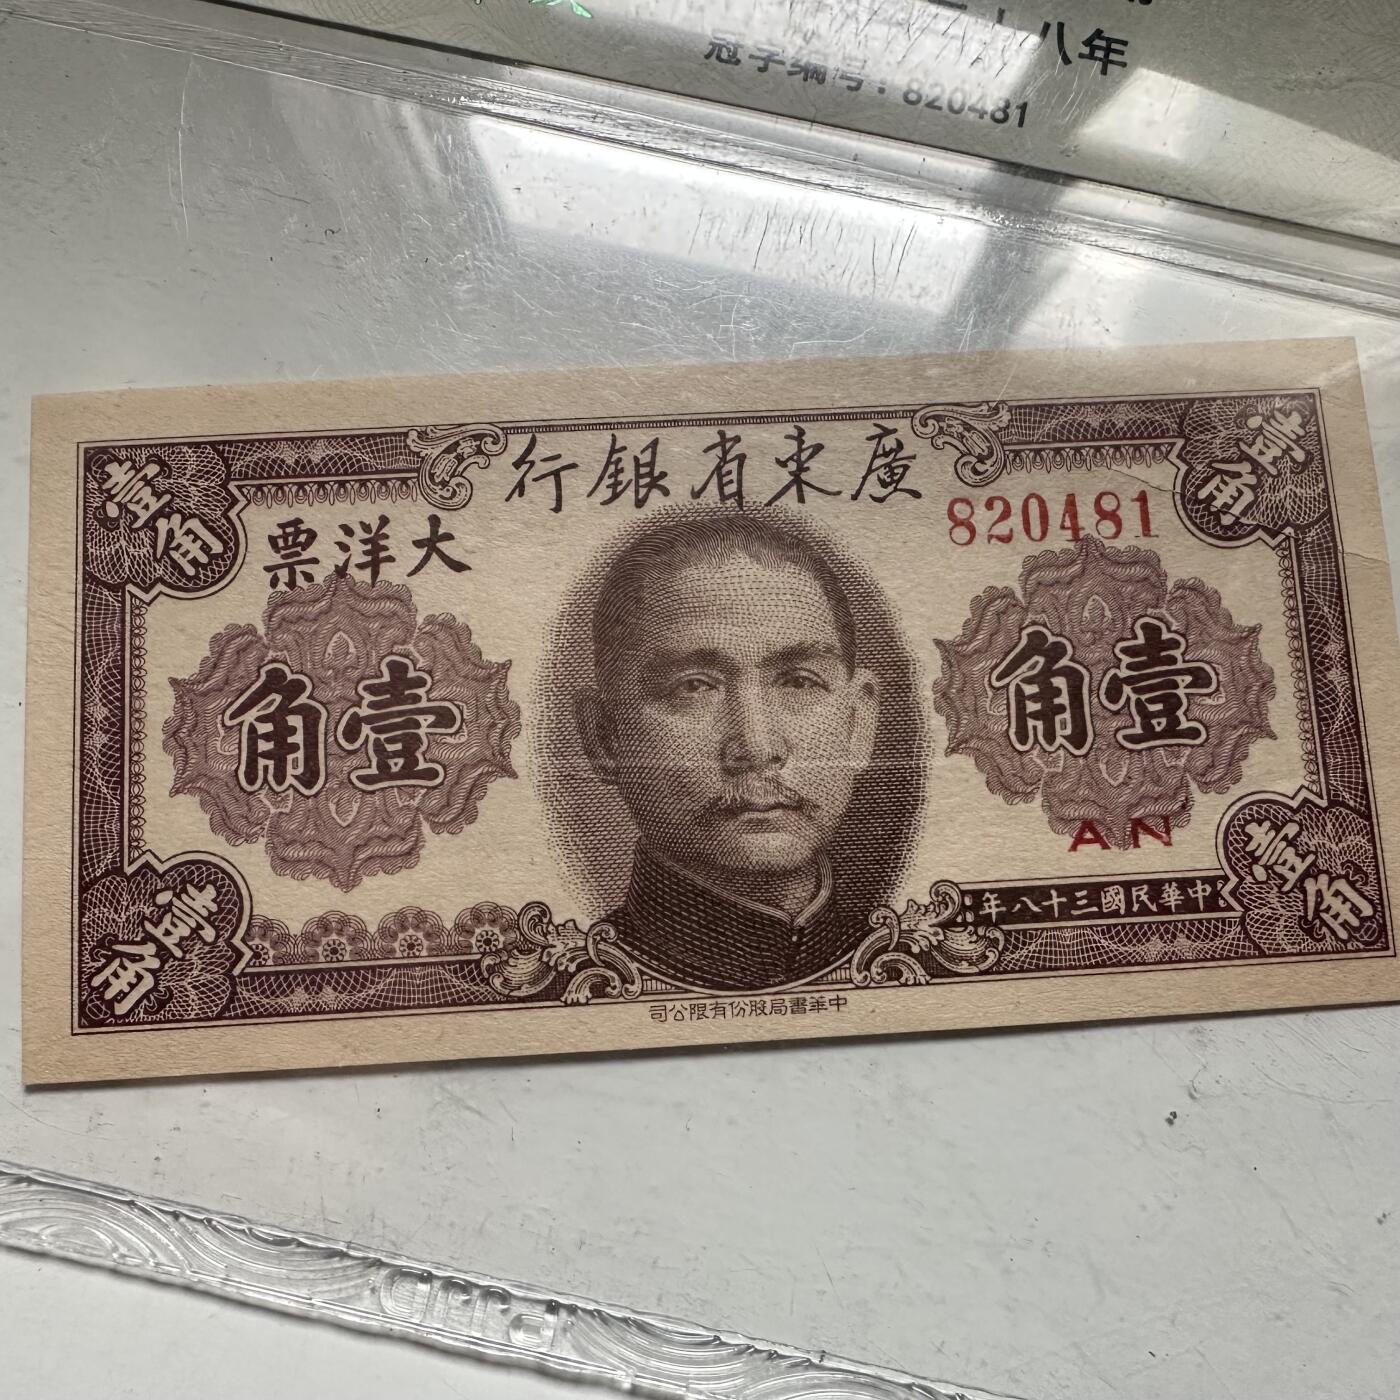 八年
冠字编号：820481
廣東省銀行
820481
大洋票
壹角
壹角
壹角
壹角
壹角
壹角
AN
中華民國三十八年
中華書局股份有限公司